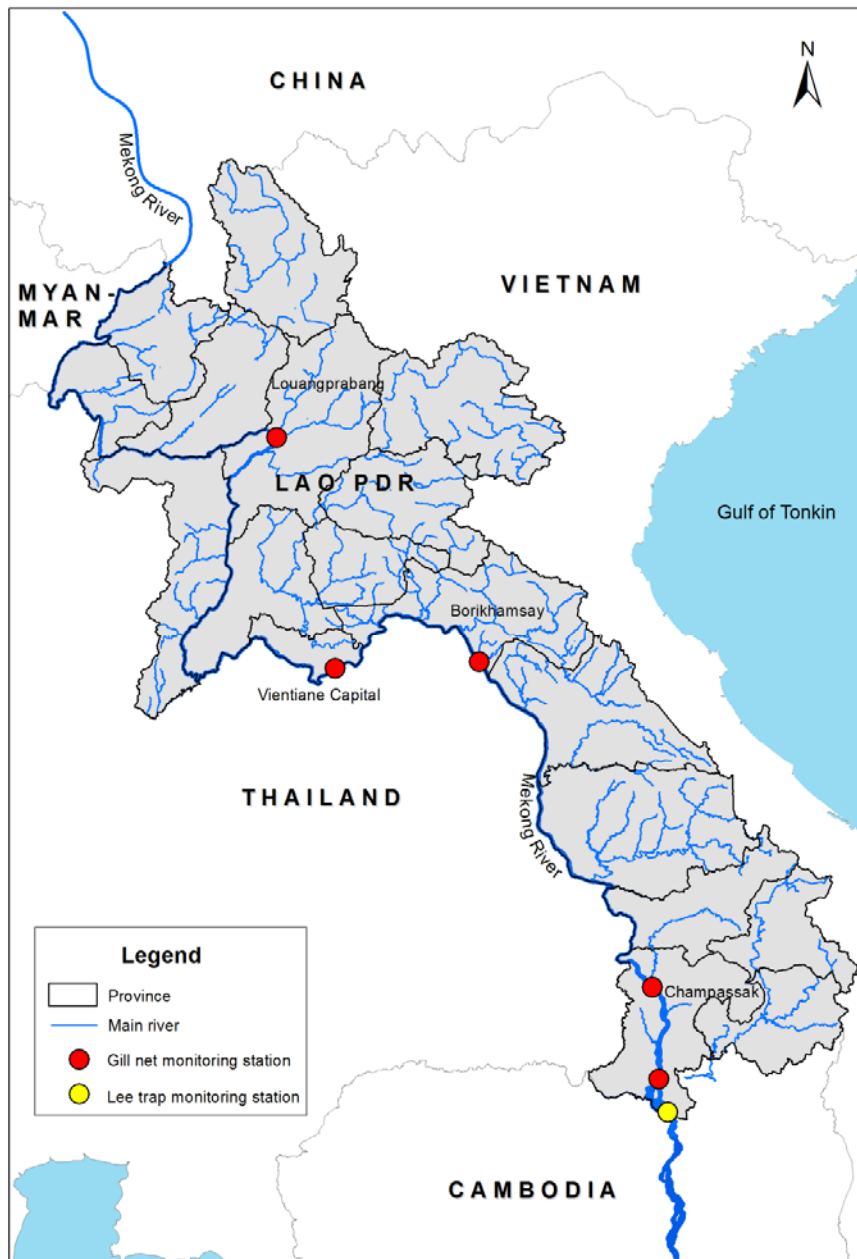 N
CHINA
Mekong River
VIETNAM
MYAN-
MAR
Louangprabang
LAO PDR
Gulf of Tonkin
Borikhamsay
Vientiane Capital
THAILAND
Mekong River
Legend
Province
Main river
Gill net monitoring station
Lee trap monitoring station
Champassak
CAMBODIA